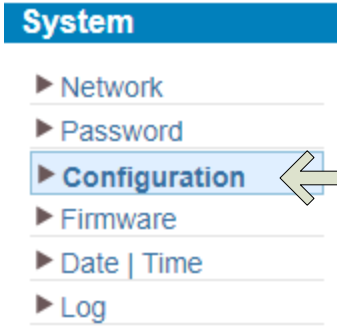 System
Network
Password
Configuration
Firmware
Date | Time
Log